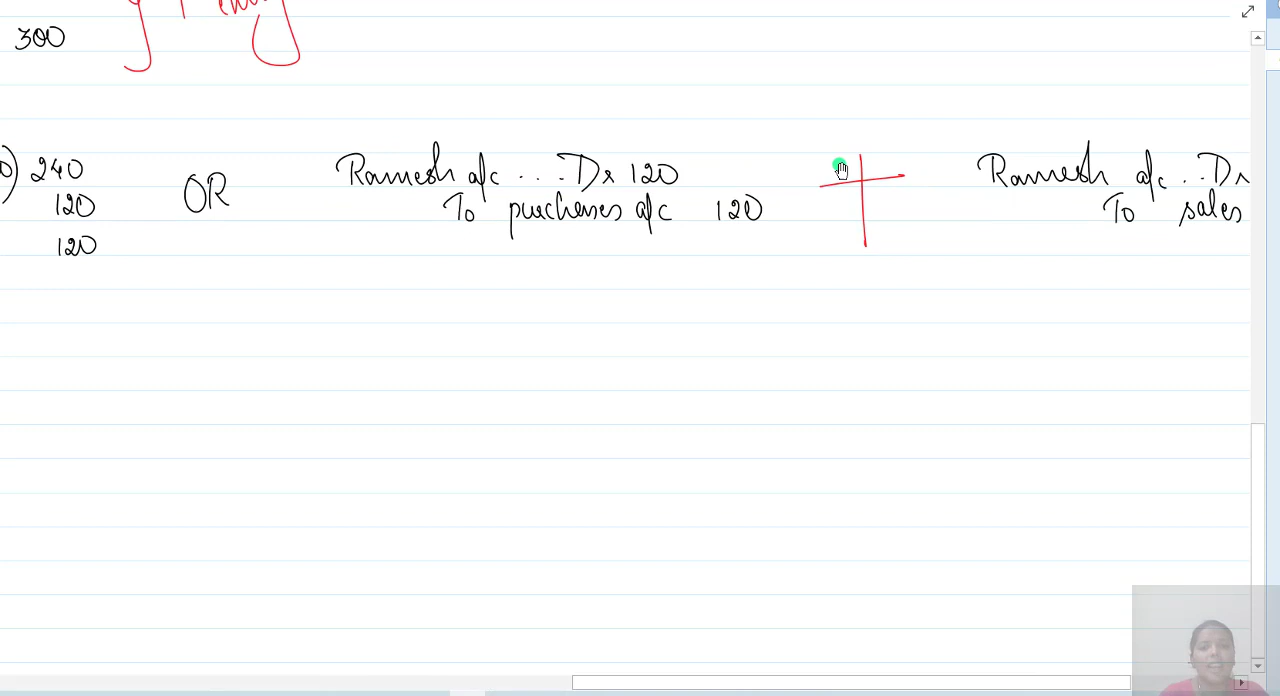 300
240 OR Ramesh a/c ... Dr 120 Ramesh a/c .. Dr
120 To purchases a/c 120 To sales
120